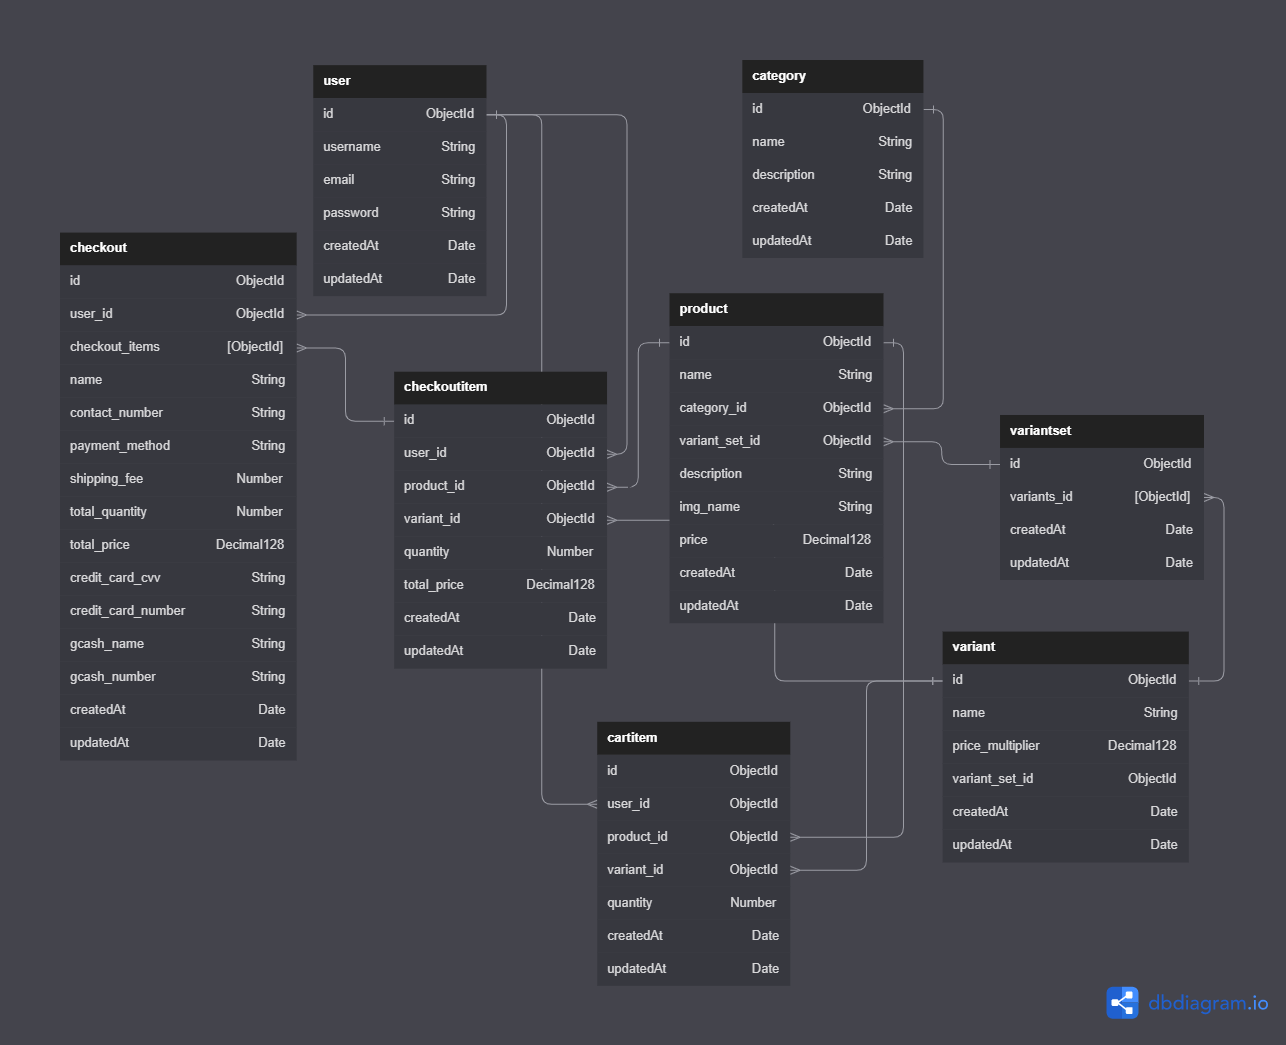 user
id ObjectId
username String
email String
password String
createdAt Date
updatedAt Date
category
id ObjectId
name String
description String
createdAt Date
updatedAt Date
checkout
id ObjectId
user_id ObjectId
checkout_items [ObjectId]
name String
contact_number String
payment_method String
shipping_fee Number
total_quantity Number
total_price Decimal128
credit_card_cvv String
credit_card_number String
gcash_name String
gcash_number String
createdAt Date
updatedAt Date
product
id ObjectId
name String
category_id ObjectId
variant_set_id ObjectId
description String
img_name String
price Decimal128
createdAt Date
updatedAt Date
checkoutitem
id ObjectId
user_id ObjectId
product_id ObjectId
variant_id ObjectId
quantity Number
total_price Decimal128
createdAt Date
updatedAt Date
variantset
id ObjectId
variants_id [ObjectId]
createdAt Date
updatedAt Date
variant
id ObjectId
name String
price_multiplier Decimal128
variant_set_id ObjectId
createdAt Date
updatedAt Date
cartitem
id ObjectId
user_id ObjectId
product_id ObjectId
variant_id ObjectId
quantity Number
createdAt Date
updatedAt Date
dbdiagram.io